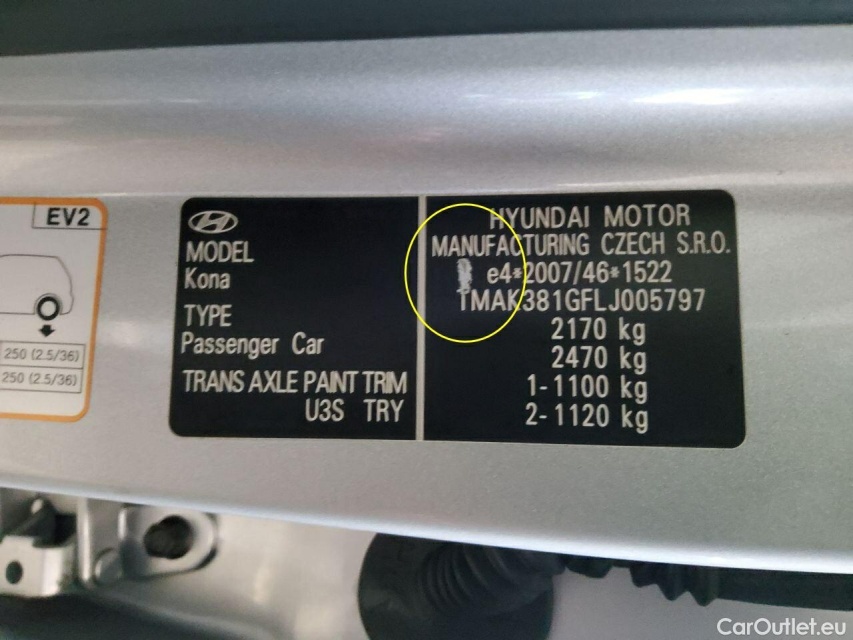 EV2
250 (2.5/36)
250 (2.5/36)
MODEL
Kona
TYPE
Passenger Car
TRANS AXLE PAINT TRIM
U3S TRY
HYUNDAI MOTOR
MANUFACTURING CZECH S.R.O.
e4*2007/46*1522
TMAK381GFLJ005797
2170 kg
2470 kg
1-1100 kg
2-1120 kg
CarOutlet.eu